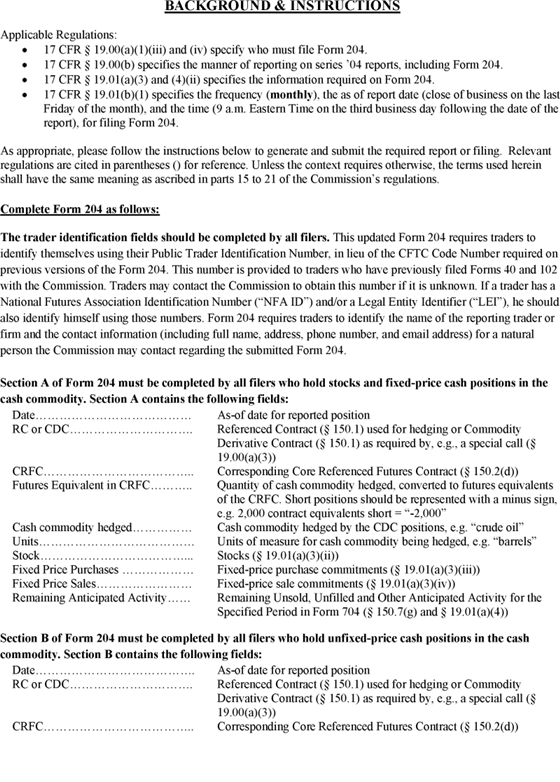 BACKGROUND & INSTRUCTIONS
Applicable Regulations:
• 17 CFR § 19.00(a)(1)(iii) and (iv) specify who must file Form 204.
• 17 CFR § 19.00(b) specifies the manner of reporting on series `04 reports, including Form 204.
• 17 CFR § 19.01(a)(3) and (4)(ii) specifies the information required on Form 204.
• 17 CFR § 19.01(b)(1) specifies the frequency (monthly), the as of report date (close of business on the last
Friday of the month), and the time (9 a.m. Eastern Time on the third business day following the date of the
report), for filing Form 204.
As appropriate, please follow the instructions below to generate and submit the required report or filing. Relevant
regulations are cited in parentheses () for reference. Unless the context requires otherwise, the terms used herein
shall have the same meaning as ascribed in parts 15 to 21 of the Commission`s regulations.
Complete Form 204 as follows:
The trader identification fields should be completed by all filers. This updated Form 204 requires traders to
identify themselves using their Public Trader Identification Number, in lieu of the CFTC Code Number required on
previous versions of the Form 204. This number is provided to traders who have previously filed Forms 40 and 102
with the Commission. Traders may contact the Commission to obtain this number if it is unknown. If a trader has a
National Futures Association Identification Number (“NFA ID”) and/or a Legal Entity Identifier (“LEI”), he should
also identify himself using those numbers. Form 204 requires traders to identify the name of the reporting trader or
firm and the contact information (including full name, address, phone number, and email address) for a natural
person the Commission may contact regarding the submitted Form 204.
Section A of Form 204 must be completed by all filers who hold stocks and fixed-price cash positions in the
cash commodity. Section A contains the following fields:
Date………………………………… As-of date for reported position
RC or CDC…………………………. Referenced Contract (§ 150.1) used for hedging or Commodity
Derivative Contract (§ 150.1) as required by, e.g., a special call (§
19.00(a)(3))
CRFC……………………………….. Corresponding Core Referenced Futures Contract (§ 150.2(d))
Futures Equivalent in CRFC……….. Quantity of cash commodity hedged, converted to futures equivalents
of the CRFC. Short positions should be represented with a minus sign,
e.g. 2,000 contract equivalents short = “-2,000”
Cash commodity hedged…………… Cash commodity hedged by the CDC positions, e.g. “crude oil”
Units………………………………… Units of measure for cash commodity being hedged, e.g. “barrels”
Stock………………………………... Stocks (§ 19.01(a)(3)(ii))
Fixed Price Purchases ……………… Fixed-price purchase commitments (§ 19.01(a)(3)(iii))
Fixed Price Sales…………………… Fixed-price sale commitments (§ 19.01(a)(3)(iv))
Remaining Anticipated Activity…… Remaining Unsold, Unfilled and Other Anticipated Activity for the
Specified Period in Form 704 (§ 150.7(g) and § 19.01(a)(4))
Section B of Form 204 must be completed by all filers who hold unfixed-price cash positions in the cash
commodity. Section B contains the following fields:
Date…………………………………. As-of date for reported position
RC or CDC…………………………. Referenced Contract (§ 150.1) used for hedging or Commodity
Derivative Contract (§ 150.1) as required by, e.g., a special call (§
19.00(a)(3))
CRFC……………………………….. Corresponding Core Referenced Futures Contract (§ 150.2(d))